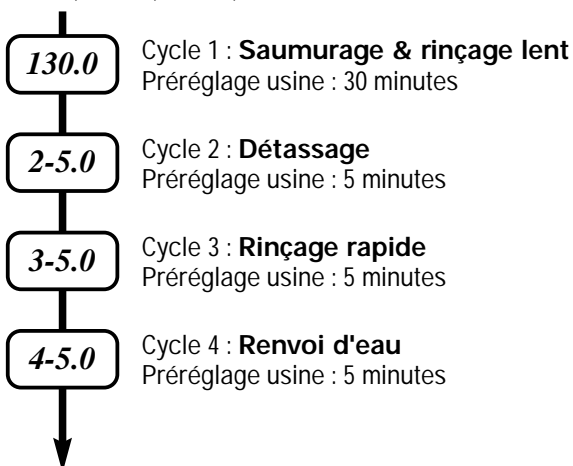 130.0
Cycle 1 : Saumurage & rinçage lent
Préréglage usine : 30 minutes
2-5.0
Cycle 2 : Détassage
Préréglage usine : 5 minutes
3-5.0
Cycle 3 : Rinçage rapide
Préréglage usine : 5 minutes
4-5.0
Cycle 4 : Renvoi d'eau
Préréglage usine : 5 minutes